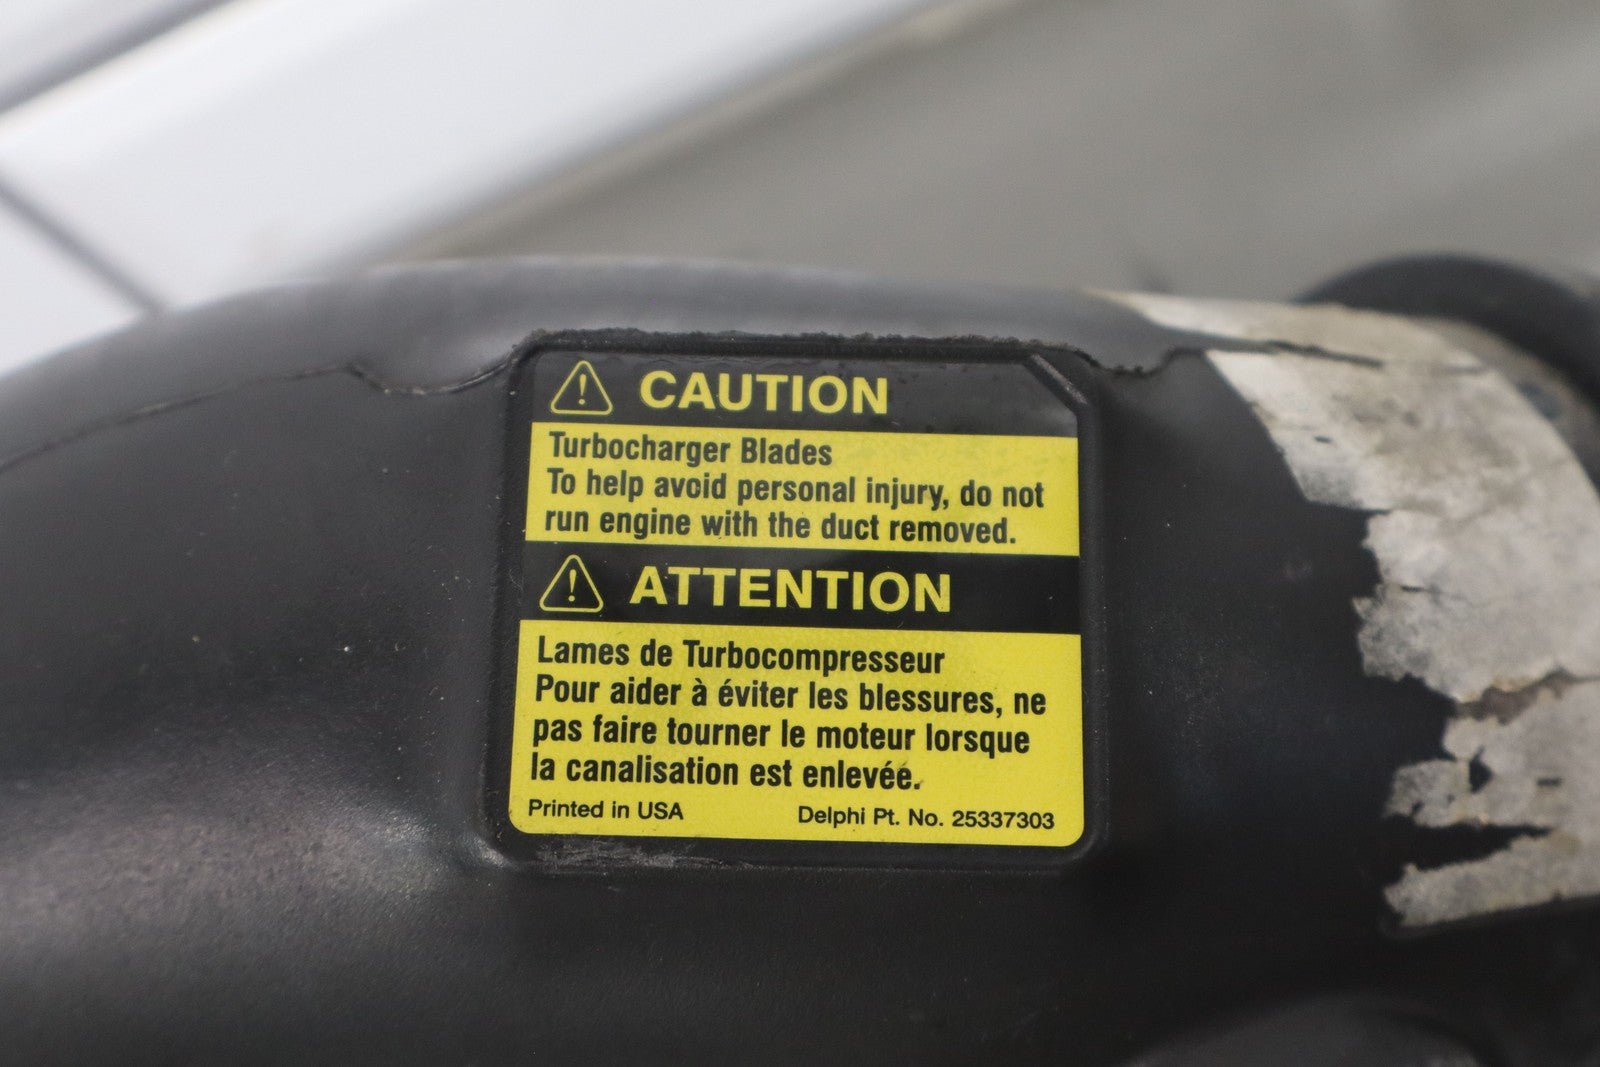 CAUTION
Turbocharger Blades
To help avoid personal injury, do not
run engine with the duct removed.
ATTENTION
Lames de Turbocompresseur
Pour aider à éviter les blessures, ne
pas faire tourner le moteur lorsque
la canalisation est enlevée.
Printed in USA Delphi Pt. No. 25337303